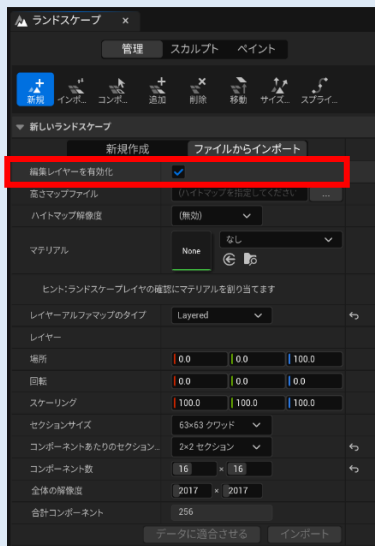 ランドスケープ ×
管理 スカルプト ペイント
新規 インポ... コンポ... 追加 削除 移動 サイズ... スプライ...
新しいランドスケープ
新規作成 ファイルからインポート
編集レイヤーを有効化
高さマップファイル (ハイトマップを指定してください ...
ハイトマップ解像度 (無効)
マテリアル None なし
ヒント:ランドスケープレイヤの確認にマテリアルを割り当てます
レイヤーアルファマップのタイプ Layered
レイヤー
場所 0.0 0.0 100.0
回転 0.0 0.0 0.0
スケーリング 100.0 100.0 100.0
セクションサイズ 63×63 クワッド
コンポーネントあたりのセクション... 2×2 セクション
コンポーネント数 16 × 16
全体の解像度 2017 × 2017
合計コンポーネント 256
データに適合させる インポート